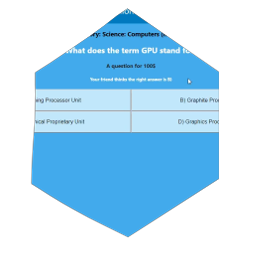 ry: Science: Computers
What does the term GPU stand fo
A question for 100$
Your friend thinks the right answer is B)
ing Processor Unit
B) Graphite Proc
ical Proprietary Unit
D) Graphics Proc